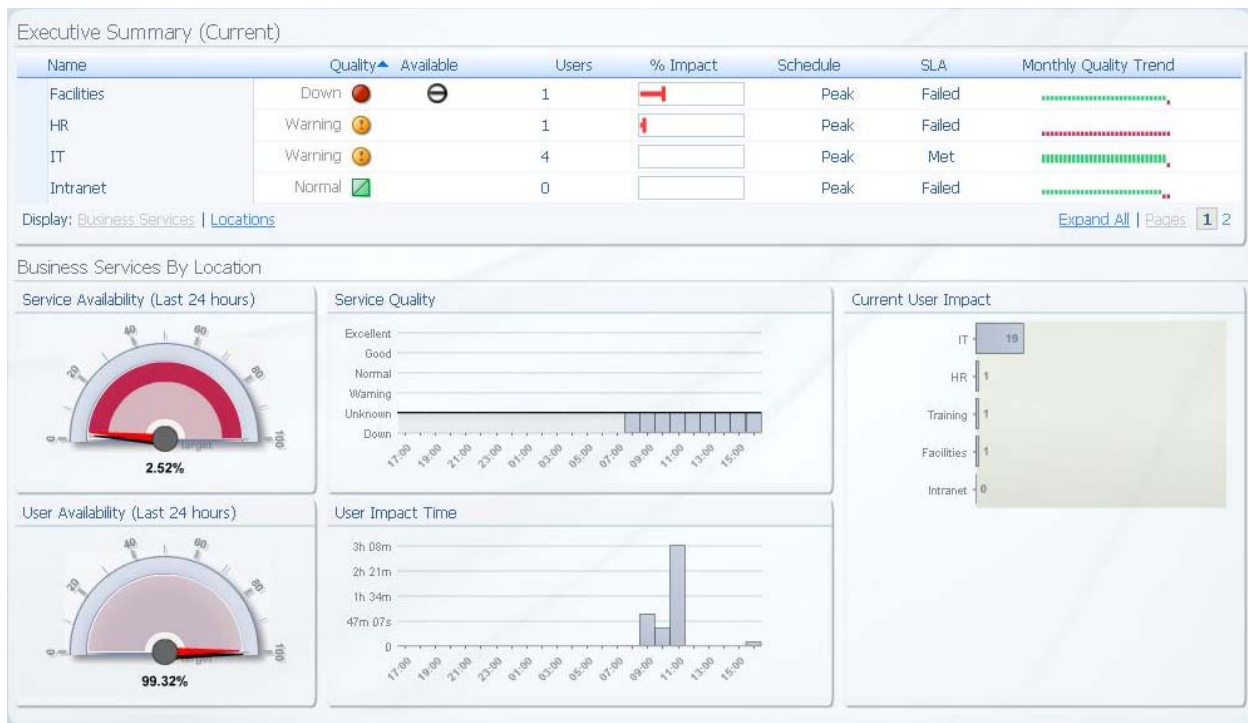 Executive Summary (Current)
Name Quality Available Users % Impact Schedule SLA Monthly Quality Trend
Facilities Down 1 Peak Failed
HR Warning 1 Peak Failed
IT Warning 4 Peak Met
Intranet Normal 0 Peak Failed
Display: Business Services | Locations Expand All | Pages 1 2
Business Services By Location
Service Availability (Last 24 hours)
0 20 40 60 80 100
Target
2.52%
Service Quality
Excellent
Good
Normal
Warning
Unknown
Down
17:00 19:00 21:00 23:00 01:00 03:00 05:00 07:00 09:00 11:00 13:00 15:00
Current User Impact
IT 19
HR 1
Training 1
Facilities 1
Intranet 0
User Availability (Last 24 hours)
0 20 40 60 80 100
Target
99.32%
User Impact Time
3h 08m
2h 21m
1h 34m
47m 07s
0
17:00 19:00 21:00 23:00 01:00 03:00 05:00 07:00 09:00 11:00 13:00 15:00